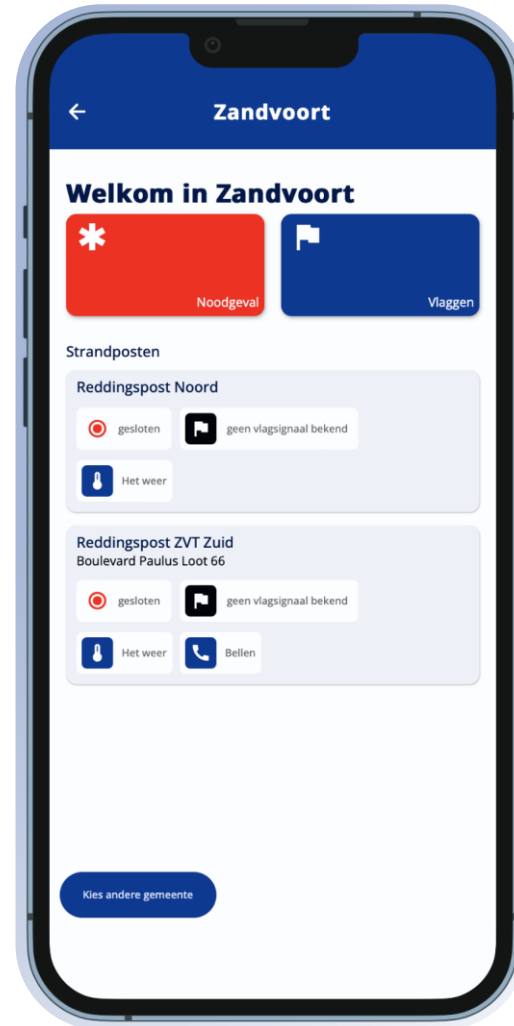 Zandvoort
Welkom in Zandvoort
Noodgeval
Vlaggen
Strandposten
Reddingspost Noord
gesloten
geen vlagsignaal bekend
Het weer
Reddingspost ZVT Zuid
Boulevard Paulus Loot 66
gesloten
geen vlagsignaal bekend
Het weer
Bellen
Kies andere gemeente